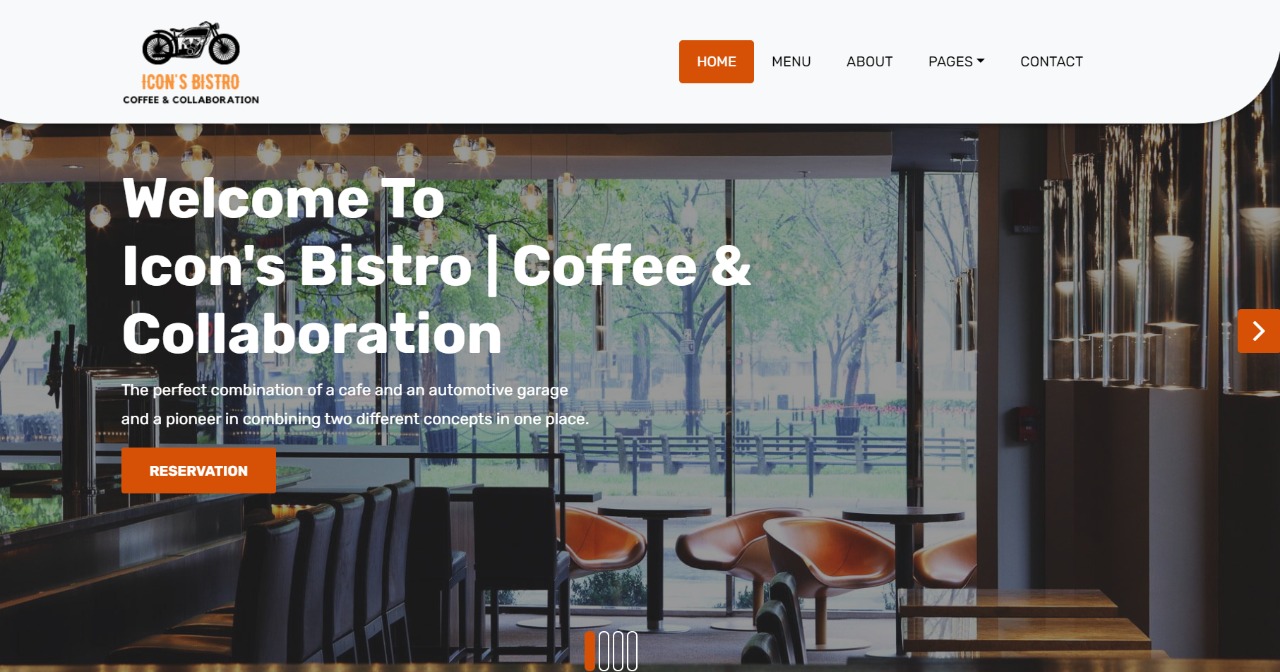 ICON'S BISTRO
COFFEE & COLLABORATION
HOME MENU ABOUT PAGES CONTACT
Welcome To
Icon's Bistro | Coffee &
Collaboration
The perfect combination of a cafe and an automotive garage
and a pioneer in combining two different concepts in one place.
RESERVATION